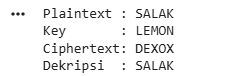 ••• Plaintext : SALAK
Key : LEMON
Ciphertext: DEXOX
Dekripsi : SALAK